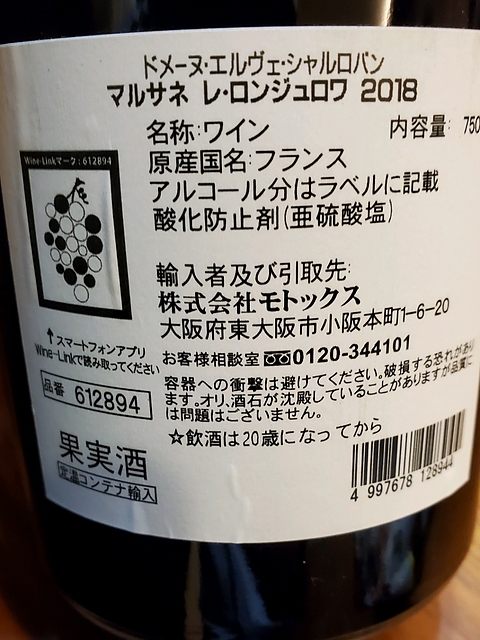 ドメーヌ・エルヴェ・シャルロパン
マルサネ レ・ロンジュロワ 2018
名称:ワイン
内容量: 750
原産国名:フランス
アルコール分はラベルに記載
酸化防止剤(亜硫酸塩)
Wine-Linkマーク:612894
輸入者及び引取先:
株式会社モトックス
大阪府東大阪市小阪本町1-6-20
お客様相談室 0120-344101
↑スマートフォンアプリ
Wine-Linkで読み取ってください
容器への衝撃は避けてください。破損する恐れがあり
ます。オリ、酒石が沈殿していることがありますが品質に
は問題はございません。
品番 612894
☆飲酒は20歳になってから
果実酒
定温コンテナ輸入
4 997678 128944